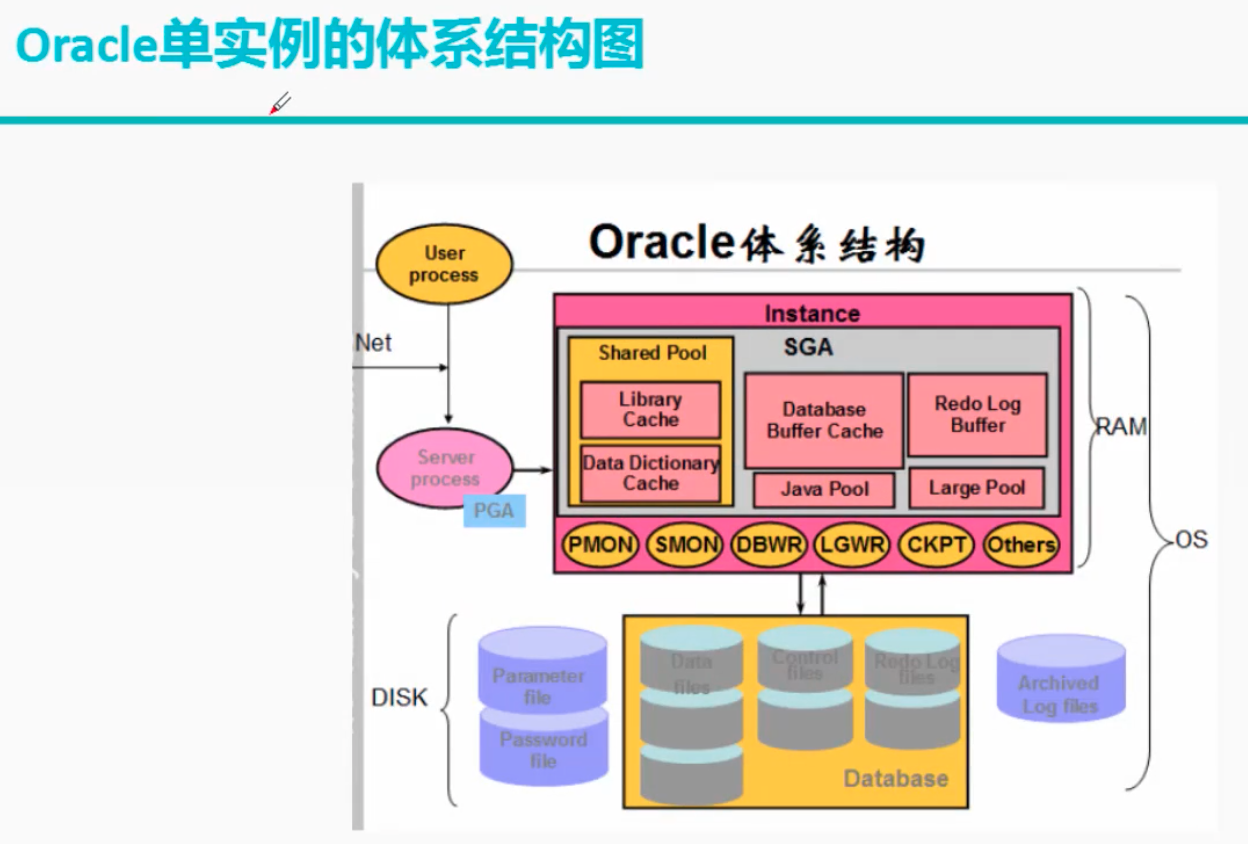 Oracle单实例的体系结构图
Oracle体系结构
User
process
Net
Server
process
PGA
Instance
SGA
Shared Pool
Library
Cache
Data Dictionary
Cache
Database
Buffer Cache
Redo Log
Buffer
Java Pool
Large Pool
PMON
SMON
DBWR
LGWR
CKPT
Others
RAM
OS
DISK
Parameter
file
Password
file
Data
files
Control
files
Redo Log
files
Database
Archived
Log files